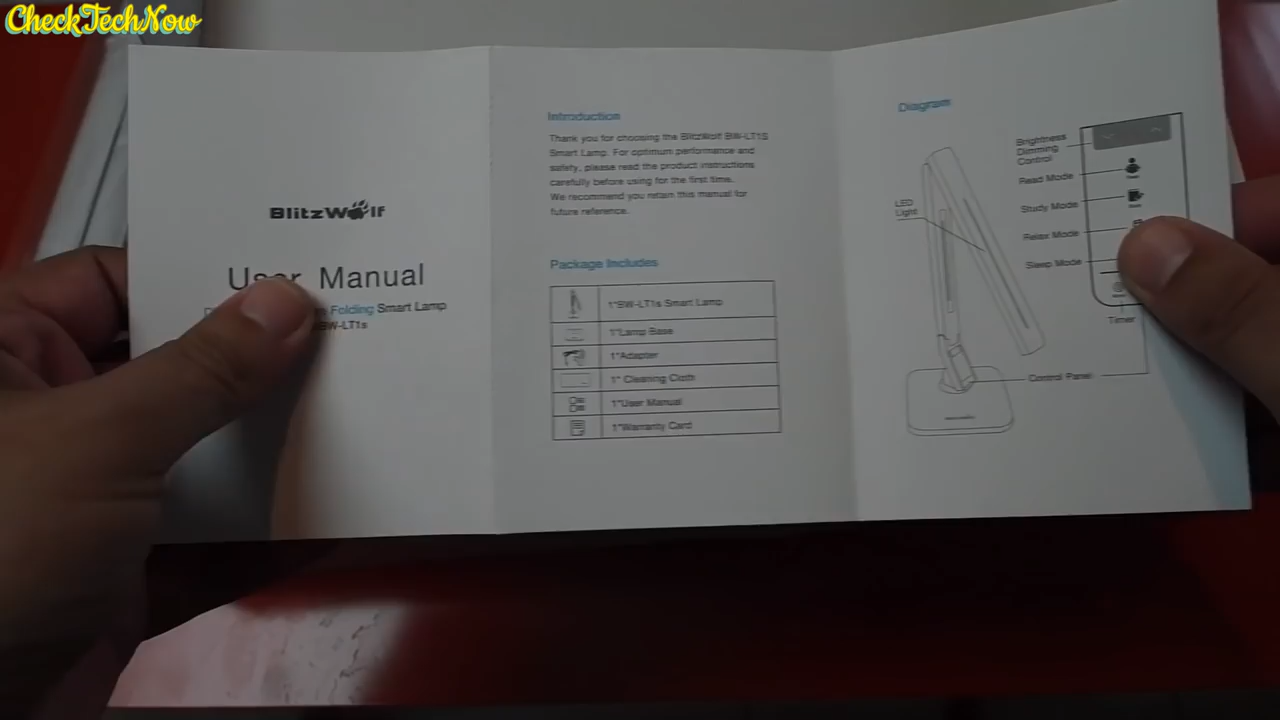 CheckTechNow
BlitzWolf
User Manual
Folding Smart Lamp
BW-LT1s
Introduction
Thank you for choosing the BlitzWolf BW-LT1S
Smart Lamp. For optimum performance and
safety, please read the product instructions
carefully before using for the first time.
We recommend you retain this manual for
future reference.
Package Includes
1*BW-LT1s Smart Lamp
1*Lamp Base
1*Adapter
1* Cleaning Cloth
1*User Manual
1*Warranty Card
Diagram
LED
Light
Brightness
Dimming
Control
Read Mode
Study Mode
Relax Mode
Sleep Mode
Timer
Control Panel